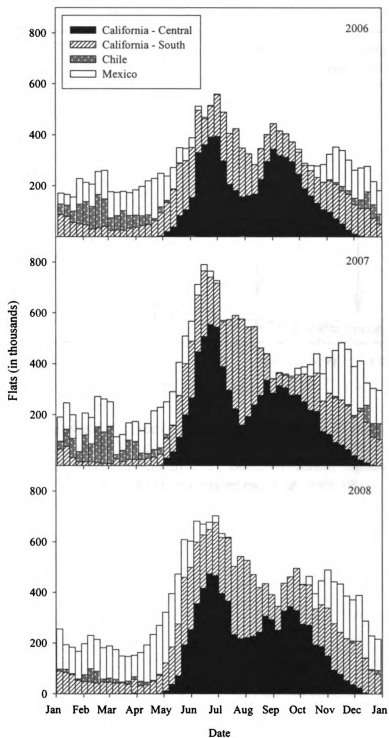 California - Central
California - South
Chile
Mexico
2006
800
600
400
200
2007
800
600
400
200
2008
800
600
400
200
0
Flats (in thousands)
Jan Feb Mar Apr May Jun Jul Aug Sep Oct Nov Dec Jan
Date